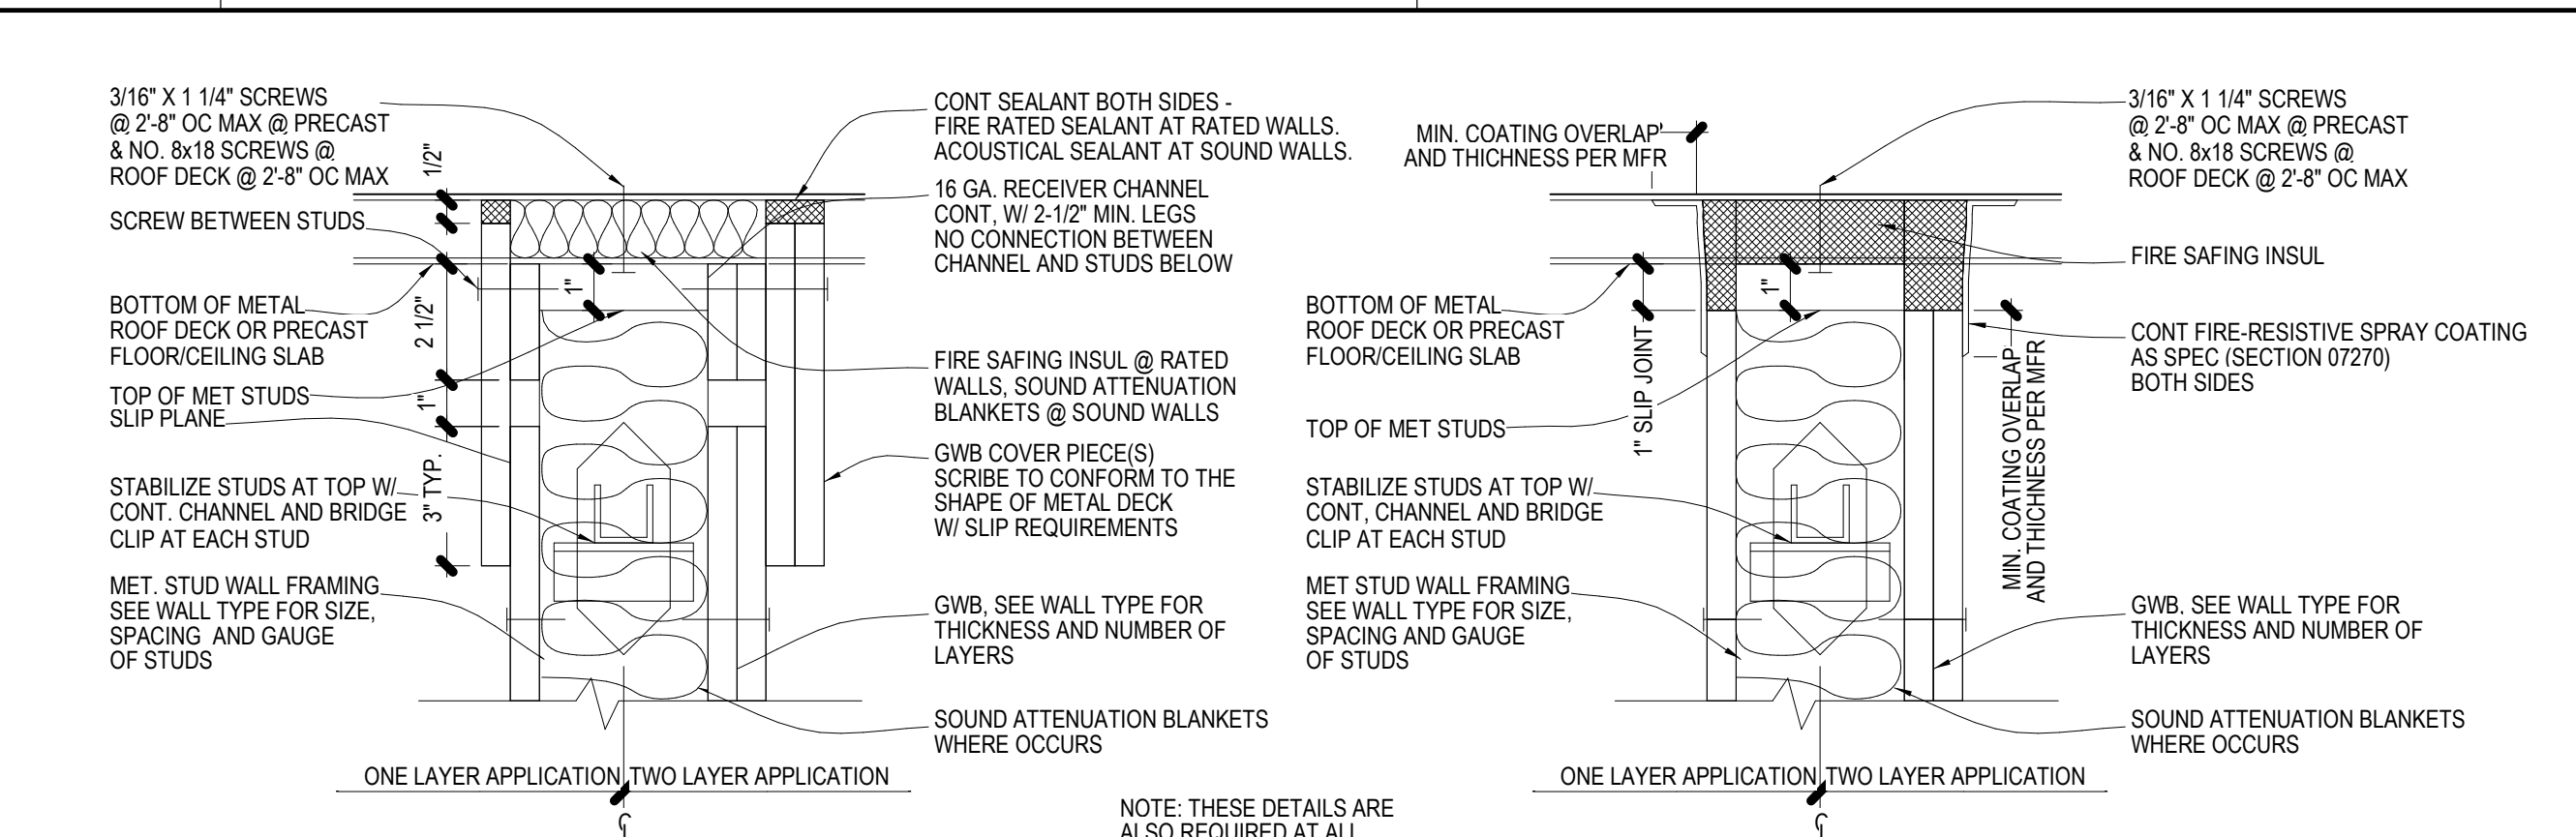 3/16" X 1 1/4" SCREWS
@ 2'-8" OC MAX @ PRECAST
& NO. 8x18 SCREWS @
ROOF DECK @ 2'-8" OC MAX
SCREW BETWEEN STUDS
BOTTOM OF METAL
ROOF DECK OR PRECAST
FLOOR/CEILING SLAB
TOP OF MET STUDS
SLIP PLANE
STABILIZE STUDS AT TOP W/
CONT. CHANNEL AND BRIDGE
CLIP AT EACH STUD
MET. STUD WALL FRAMING
SEE WALL TYPE FOR SIZE,
SPACING AND GAUGE
OF STUDS
1/2"
2 1/2"
1"
3" TYP.
1"
CONT SEALANT BOTH SIDES -
FIRE RATED SEALANT AT RATED WALLS.
ACOUSTICAL SEALANT AT SOUND WALLS.
16 GA. RECEIVER CHANNEL
CONT, W/ 2-1/2" MIN. LEGS
NO CONNECTION BETWEEN
CHANNEL AND STUDS BELOW
FIRE SAFING INSUL @ RATED
WALLS, SOUND ATTENUATION
BLANKETS @ SOUND WALLS
GWB COVER PIECE(S)
SCRIBE TO CONFORM TO THE
SHAPE OF METAL DECK
W/ SLIP REQUIREMENTS
GWB, SEE WALL TYPE FOR
THICKNESS AND NUMBER OF
LAYERS
SOUND ATTENUATION BLANKETS
WHERE OCCURS
ONE LAYER APPLICATION
TWO LAYER APPLICATION
NOTE: THESE DETAILS ARE
ALSO REQUIRED AT ALL
MIN. COATING OVERLAP
AND THICHNESS PER MFR
BOTTOM OF METAL
ROOF DECK OR PRECAST
FLOOR/CEILING SLAB
TOP OF MET STUDS
STABILIZE STUDS AT TOP W/
CONT, CHANNEL AND BRIDGE
CLIP AT EACH STUD
MET STUD WALL FRAMING
SEE WALL TYPE FOR SIZE,
SPACING AND GAUGE
OF STUDS
1" SLIP JOINT
1"
MIN. COATING OVERLAP
AND THICHNESS PER MFR
3/16" X 1 1/4" SCREWS
@ 2'-8" OC MAX @ PRECAST
& NO. 8x18 SCREWS @
ROOF DECK @ 2'-8" OC MAX
FIRE SAFING INSUL
CONT FIRE-RESISTIVE SPRAY COATING
AS SPEC (SECTION 07270)
BOTH SIDES
GWB, SEE WALL TYPE FOR
THICKNESS AND NUMBER OF
LAYERS
SOUND ATTENUATION BLANKETS
WHERE OCCURS
ONE LAYER APPLICATION
TWO LAYER APPLICATION